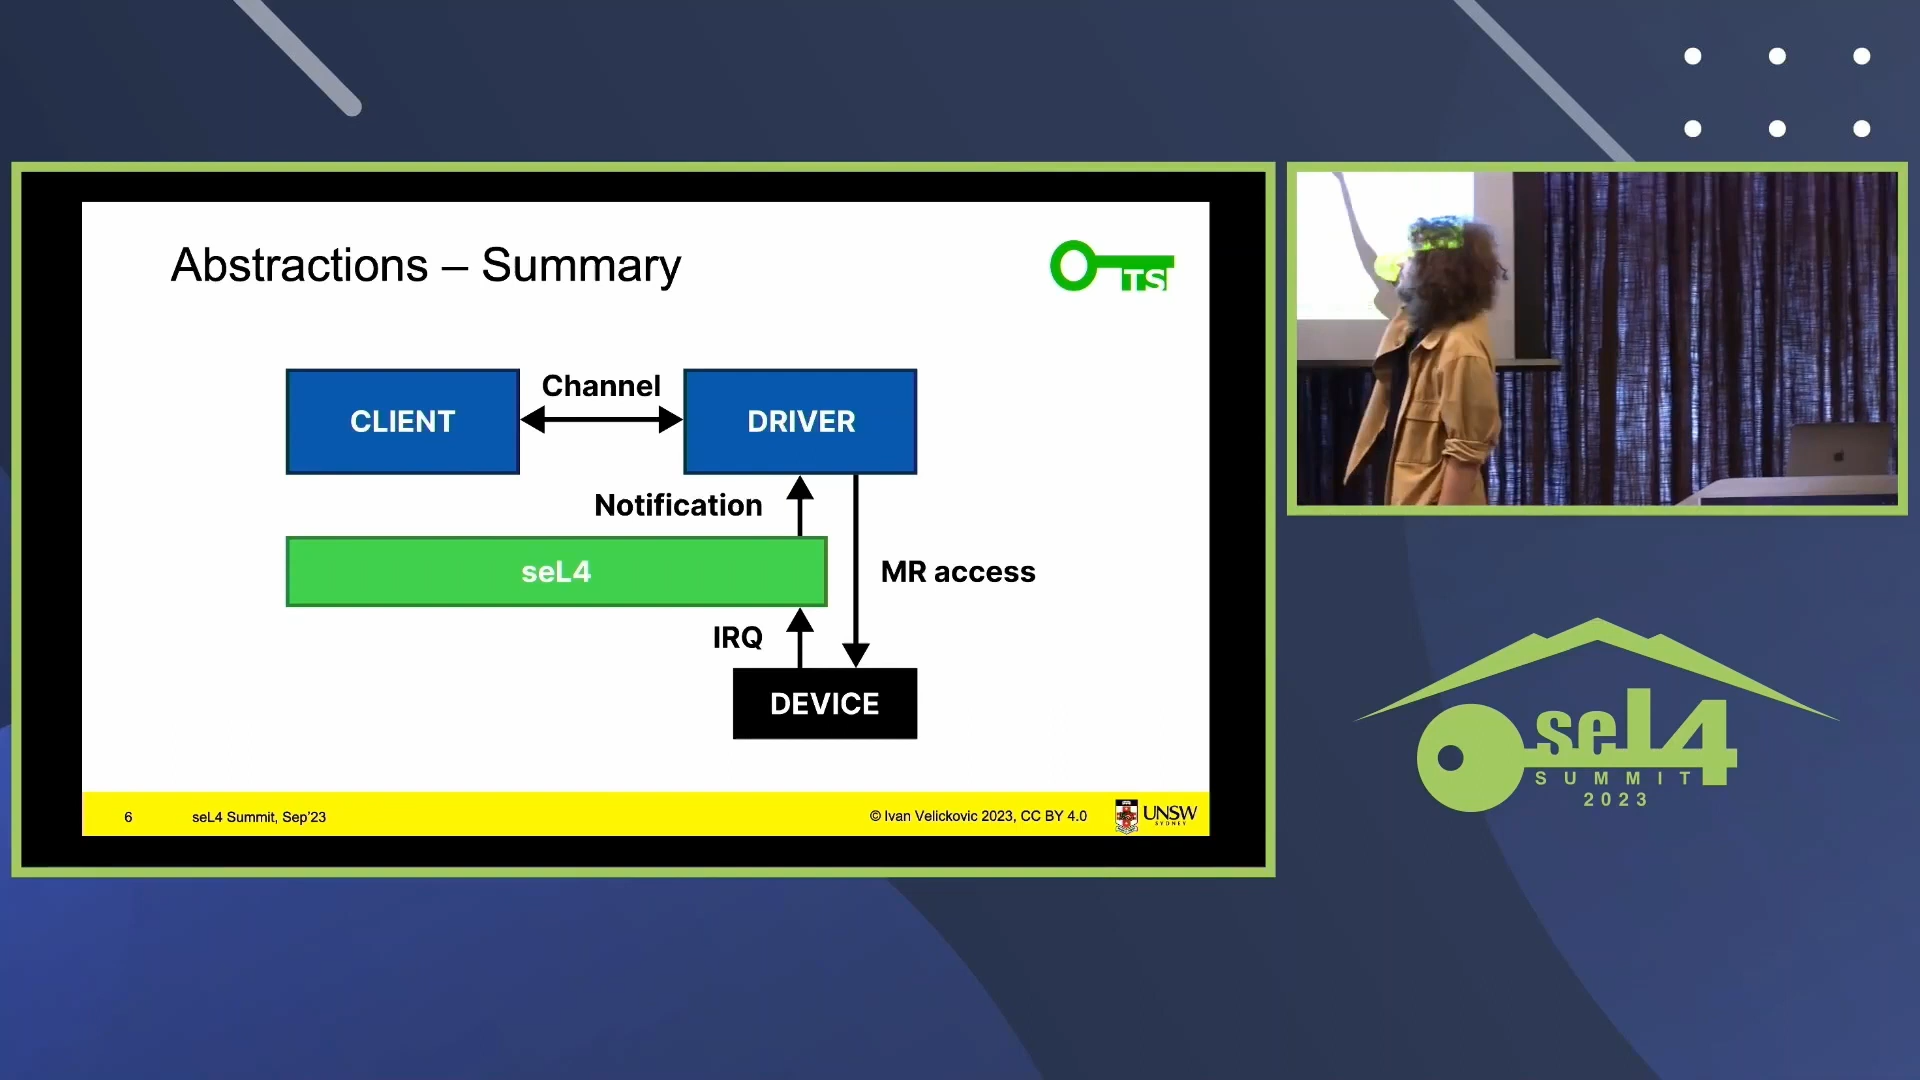 Abstractions – Summary
TS
CLIENT
Channel
DRIVER
Notification
seL4
MR access
IRQ
DEVICE
6
seL4 Summit, Sep'23
© Ivan Velickovic 2023, CC BY 4.0
UNSW
SYDNEY
seL4
SUMMIT
2023